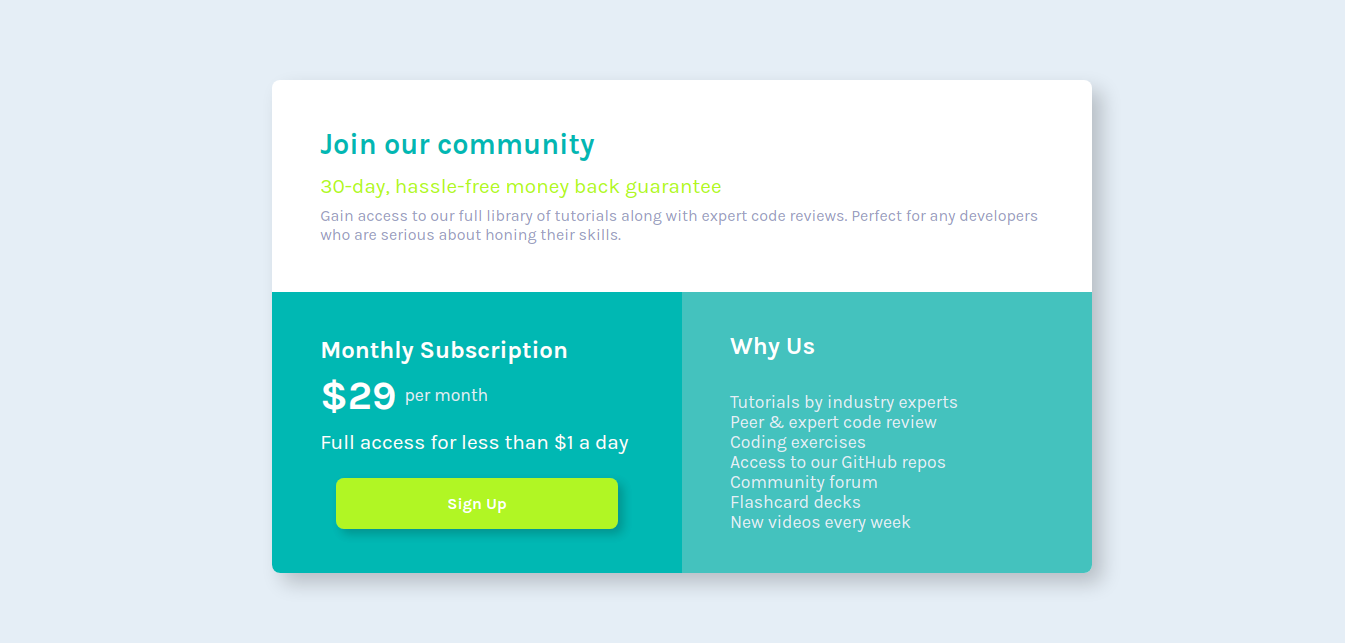 Join our community
30-day, hassle-free money back guarantee
Gain access to our full library of tutorials along with expert code reviews. Perfect for any developers
who are serious about honing their skills.
Monthly Subscription
$29 per month
Full access for less than $1 a day
Sign Up
Why Us
Tutorials by industry experts
Peer & expert code review
Coding exercises
Access to our GitHub repos
Community forum
Flashcard decks
New videos every week